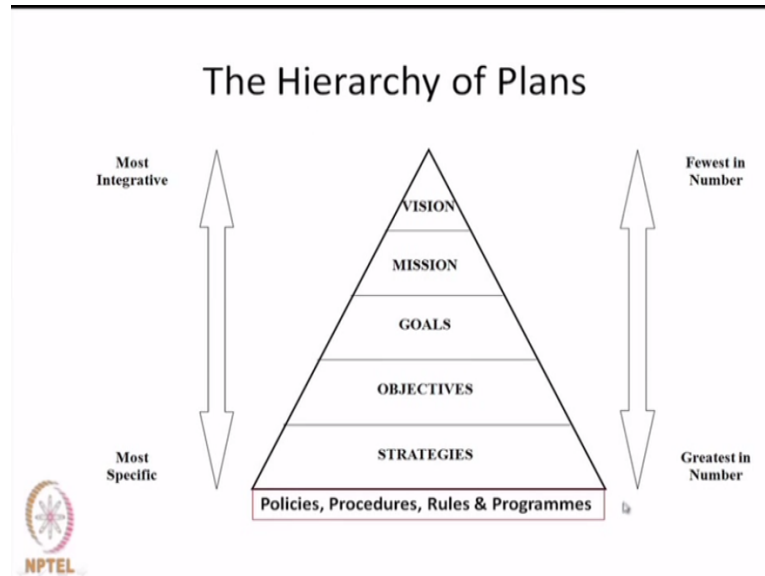 The Hierarchy of Plans
Most
Integrative
Fewest in
Number
VISION
MISSION
GOALS
OBJECTIVES
STRATEGIES
Most
Specific
Greatest in
Number
Policies, Procedures, Rules & Programmes
NPTEL